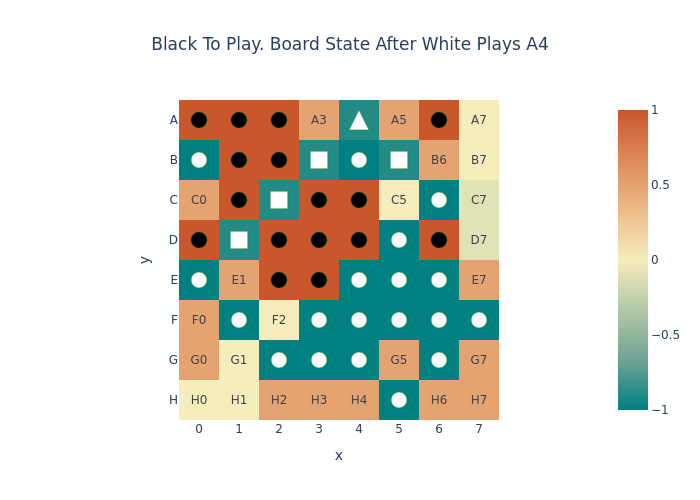 Black To Play. Board State After White Plays A4
A A3 A5 A7 1
B B6 B7
C C0 C5 C7 0.5
D D7
y 0
E E1 E7
F F0 F2 −0.5
G G0 G1 G5 G7
H H0 H1 H2 H3 H4 H6 H7 −1
0 1 2 3 4 5 6 7
x